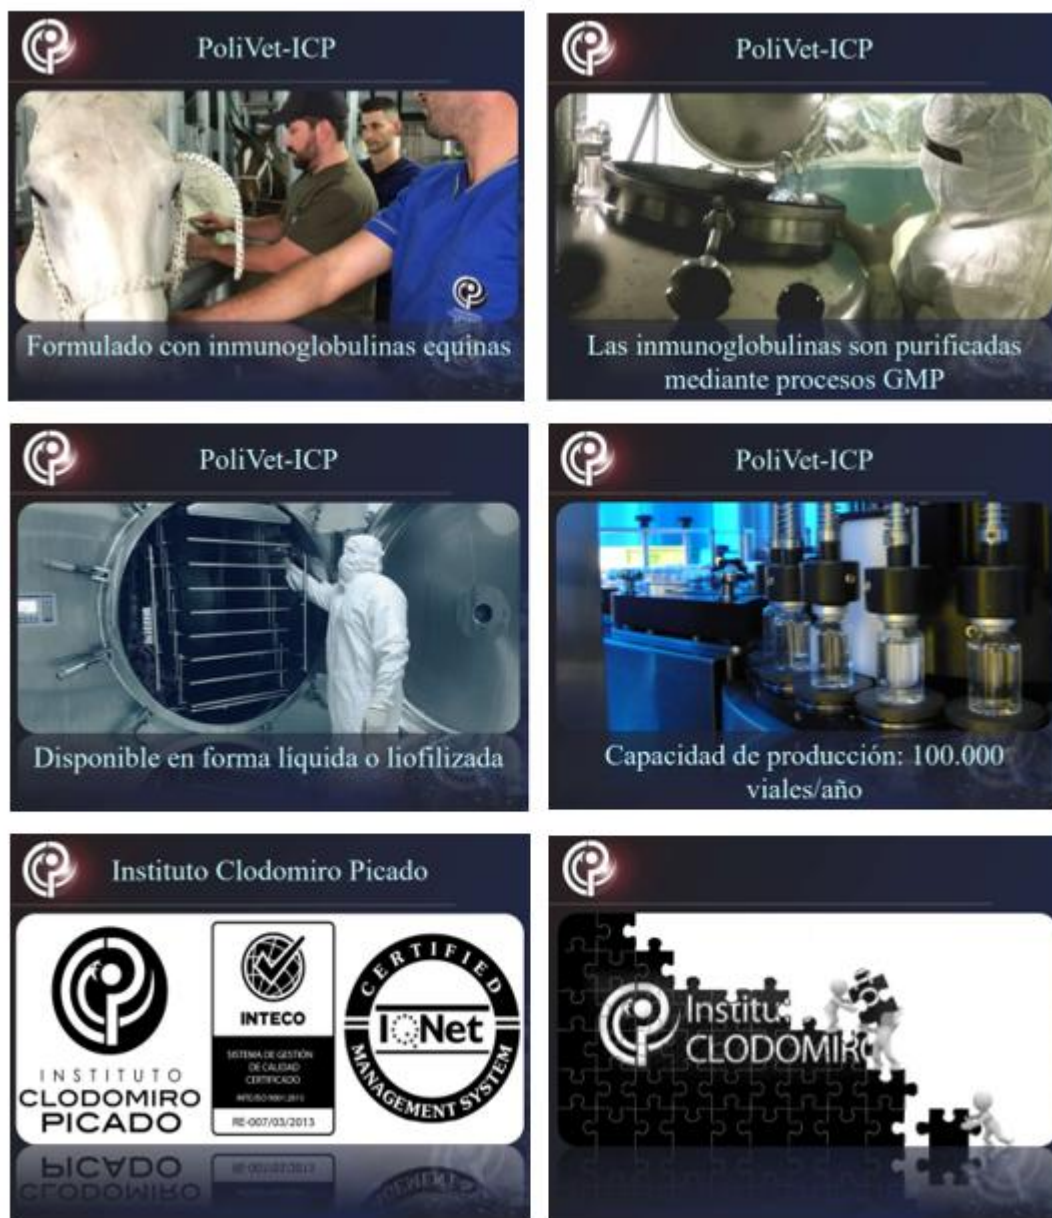 PoliVet-ICP
Formulado con inmunoglobulinas equinas
PoliVet-ICP
Las inmunoglobulinas son purificadas
mediante procesos GMP
PoliVet-ICP
Disponible en forma líquida o liofilizada
PoliVet-ICP
Capacidad de producción: 100.000
viales/año
Instituto Clodomiro Picado
INSTITUTO
CLODOMIRO
PICADO
INTECO
SISTEMA DE GESTIÓN
DE CALIDAD
CERTIFICADO
RE-007/03/2013
CERTIFIED
IQNet
MANAGEMENT SYSTEM
Institu
CLODOMIRO